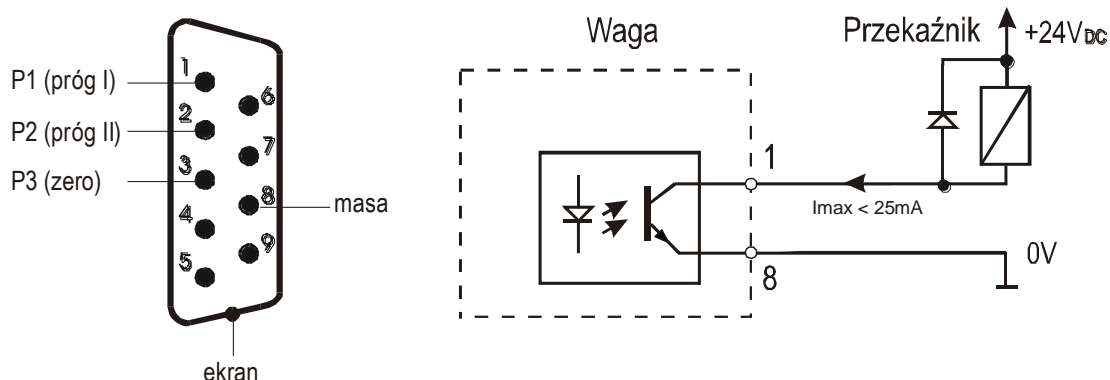 P1 (próg I)
P2 (próg II)
P3 (zero)
1
2
3
4
5
6
7
8
9
masa
ekran
Waga
Przekaźnik
+24VDC
1
Imax < 25mA
8
0V